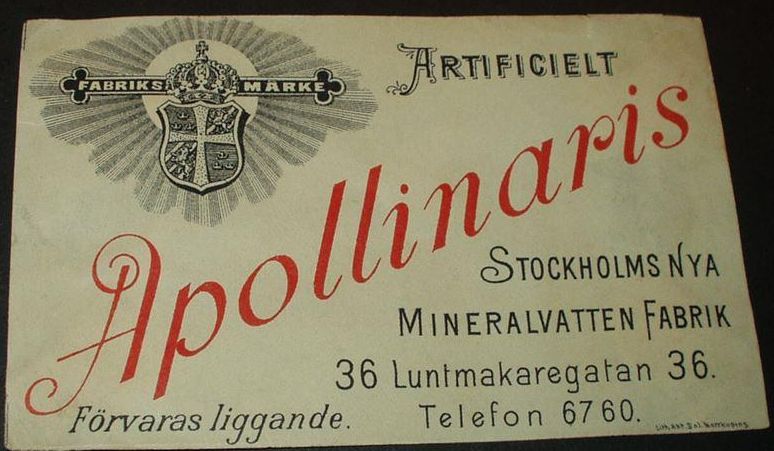 FABRIKS MÄRKE
ARTIFICIELT
Apollinaris
STOCKHOLMS NYA
MINERALVATTEN FABRIK
36 Luntmakaregatan 36.
Förvaras liggande.
Telefon 6760.